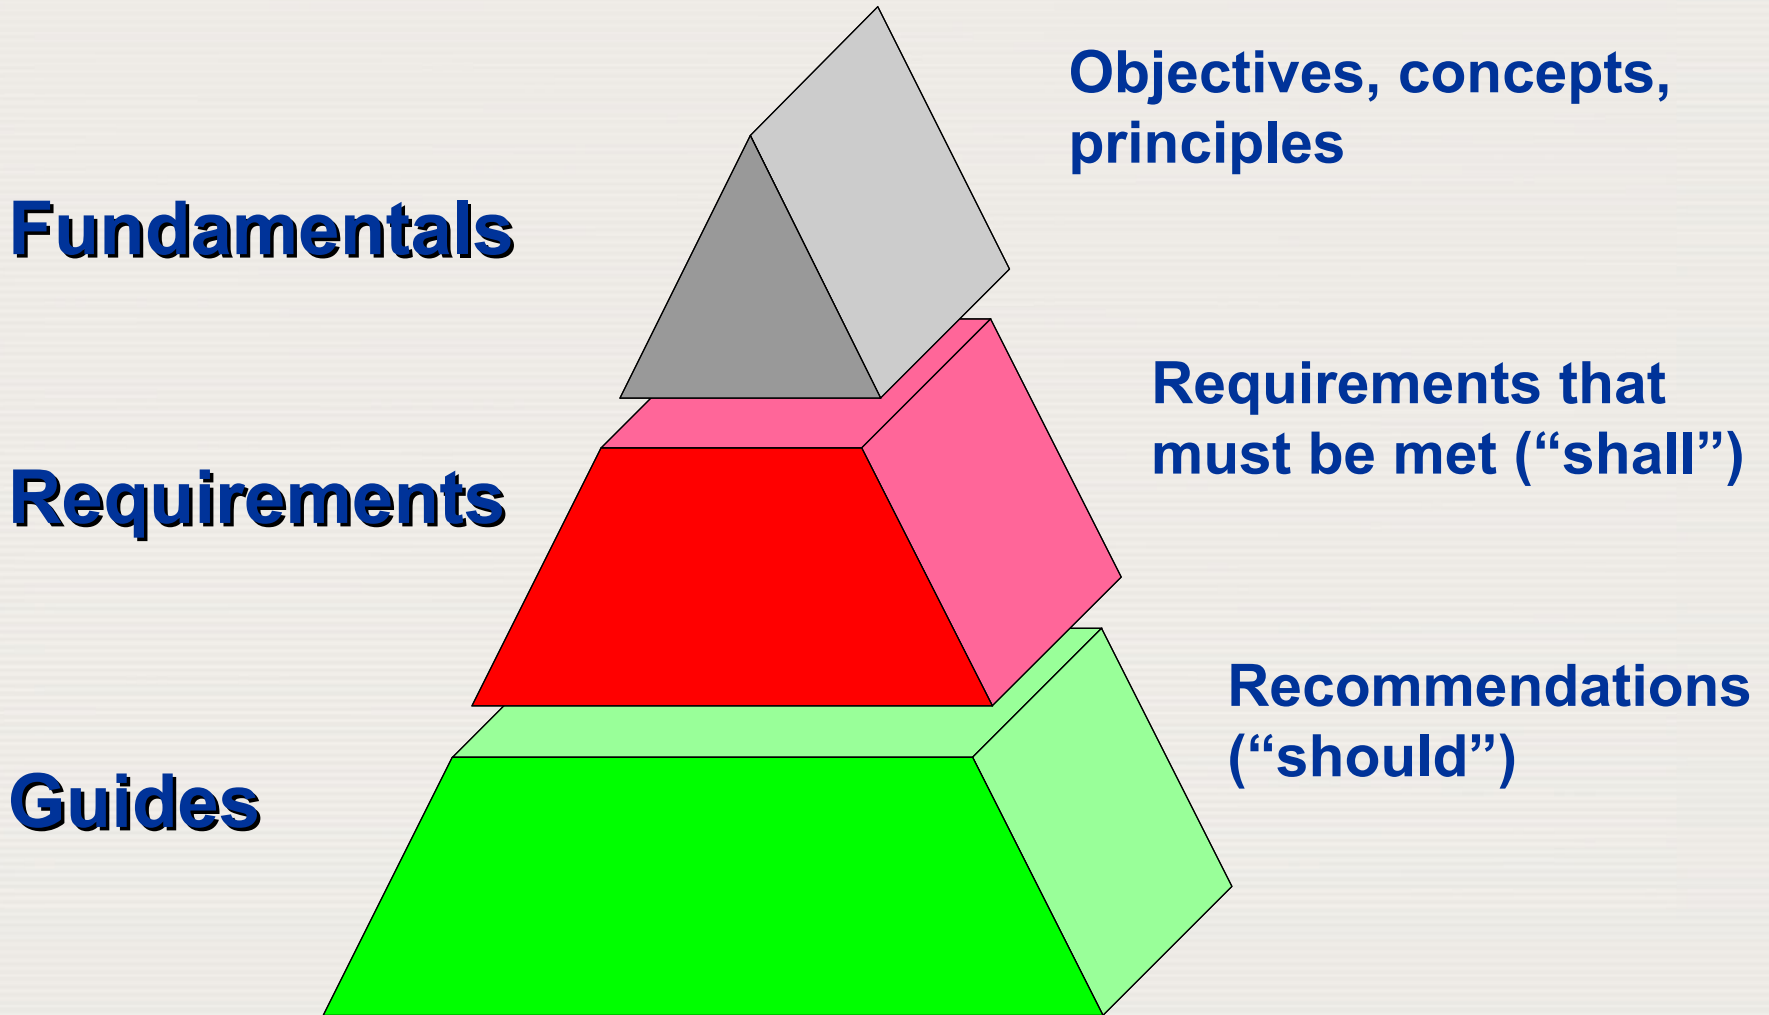 Objectives, concepts,
principles
Fundamentals
Requirements that
must be met (“shall”)
Requirements
Recommendations
(“should”)
Guides